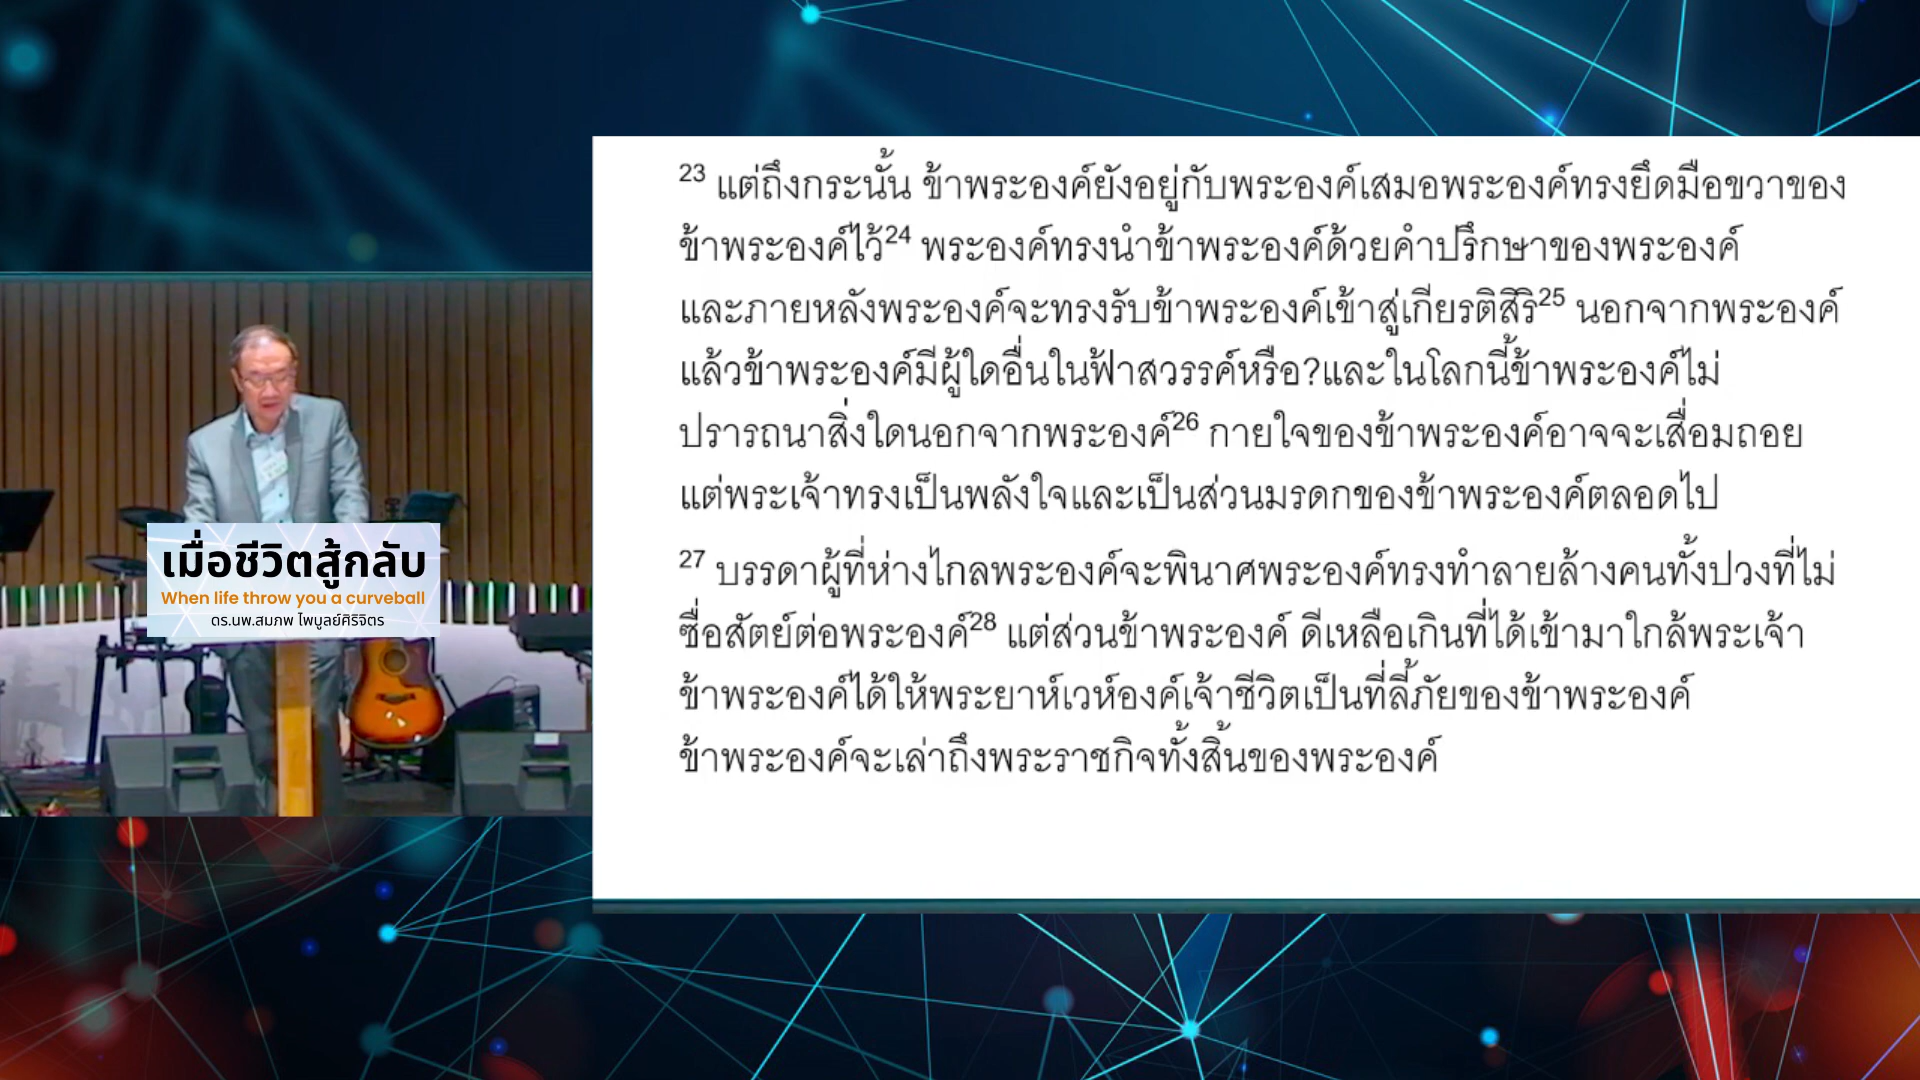 23 แต่ถึงกระนั้น ข้าพระองค์ยังอยู่กับพระองค์เสมอพระองค์ทรงยึดมือขวาของ
ข้าพระองค์ไว้24 พระองค์ทรงนำข้าพระองค์ด้วยคำปรึกษาของพระองค์
และภายหลังพระองค์จะทรงรับข้าพระองค์เข้าสู่เกียรติสิริ25 นอกจากพระองค์
แล้วข้าพระองค์มีผู้ใดอื่นในฟ้าสวรรค์หรือ?และในโลกนี้ข้าพระองค์ไม่
ปรารถนาสิ่งใดนอกจากพระองค์26 กายใจของข้าพระองค์อาจจะเสื่อมถอย
แต่พระเจ้าทรงเป็นพลังใจและเป็นส่วนมรดกของข้าพระองค์ตลอดไป
27 บรรดาผู้ที่ห่างไกลพระองค์จะพินาศพระองค์ทรงทำลายล้างคนทั้งปวงที่ไม่
ซื่อสัตย์ต่อพระองค์28 แต่ส่วนข้าพระองค์ ดีเหลือเกินที่ได้เข้ามาใกล้พระเจ้า
ข้าพระองค์ได้ให้พระยาห์เวห์องค์เจ้าชีวิตเป็นที่ลี้ภัยของข้าพระองค์
ข้าพระองค์จะเล่าถึงพระราชกิจทั้งสิ้นของพระองค์
เมื่อชีวิตสู้กลับ
When life throw you a curveball
ดร.นพ.สมภพ ไพบูลย์ศิริจิตร